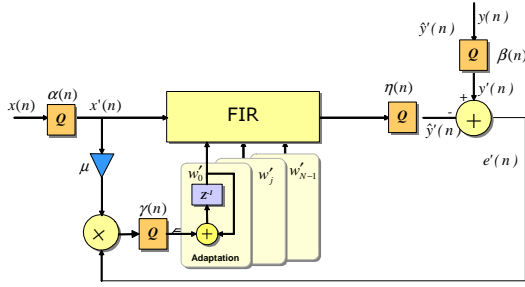 y(n)
ŷ'(n)
Q β(n)
α(n) η(n) y'(n)
x(n) Q x'(n) FIR Q + - +
ŷ'(n)
e'(n)
μ w'₀ w'ⱼ w'N-1
z⁻¹
γ(n)
× Q = +
Adaptation